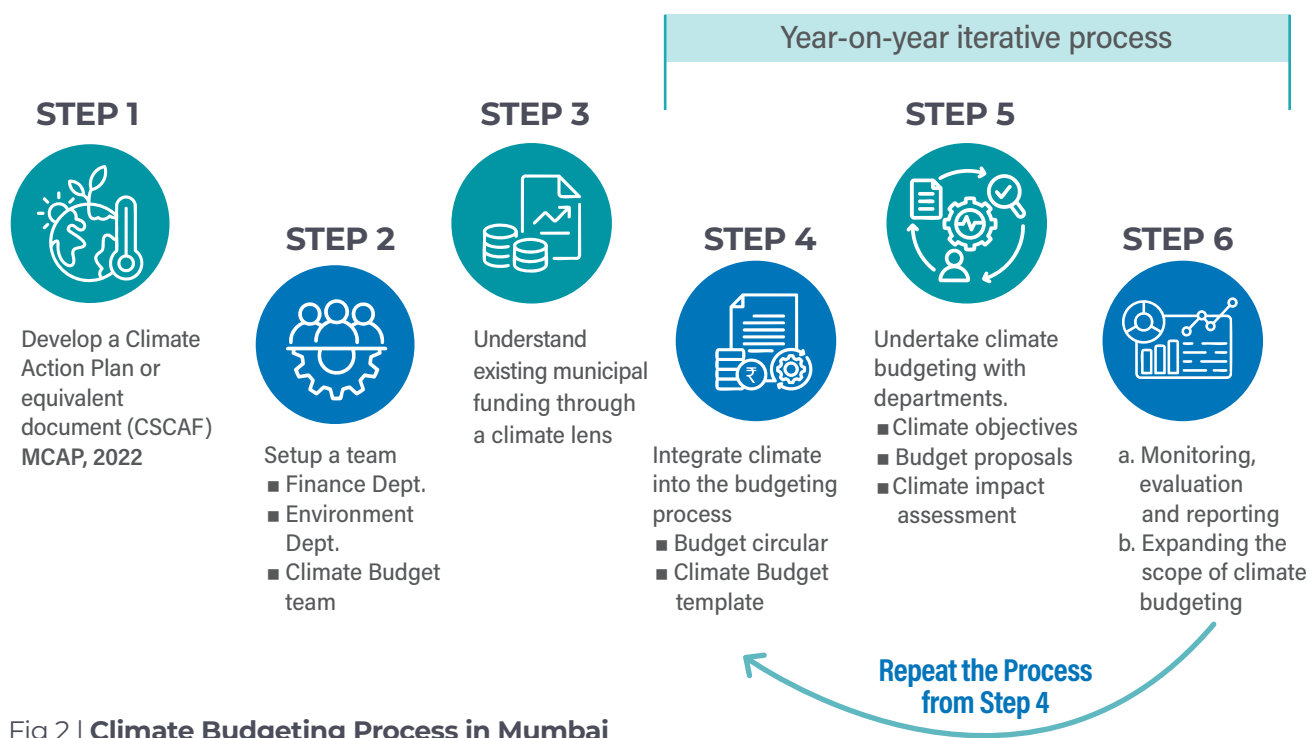 Year-on-year iterative process
STEP 1
Develop a Climate
Action Plan or
equivalent
document (CSCAF)
MCAP, 2022
STEP 2
Setup a team
■ Finance Dept.
■ Environment
Dept.
■ Climate Budget
team
STEP 3
Understand
existing municipal
funding through
a climate lens
STEP 4
₹
Integrate climate
into the budgeting
process
■ Budget circular
■ Climate Budget
template
STEP 5
Undertake climate
budgeting with
departments.
■ Climate objectives
■ Budget proposals
■ Climate impact
assessment
STEP 6
a. Monitoring,
evaluation
and reporting
b. Expanding the
scope of climate
budgeting
Repeat the Process
from Step 4
Fig 2 | Climate Budgeting Process in Mumbai